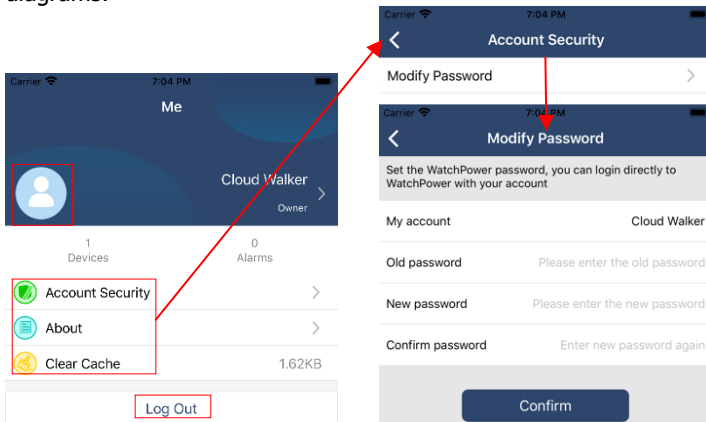 diagrams.
Carrier 7:04 PM
Me
Cloud Walker
Owner
1
Devices
0
Alarms
Account Security
About
Clear Cache 1.62KB
Log Out
Carrier 7:04 PM
Account Security
Modify Password
Carrier 7:04 PM
Modify Password
Set the WatchPower password, you can login directly to
WatchPower with your account
My account Cloud Walker
Old password Please enter the old password
New password Please enter the new password
Confirm password Enter new password again
Confirm